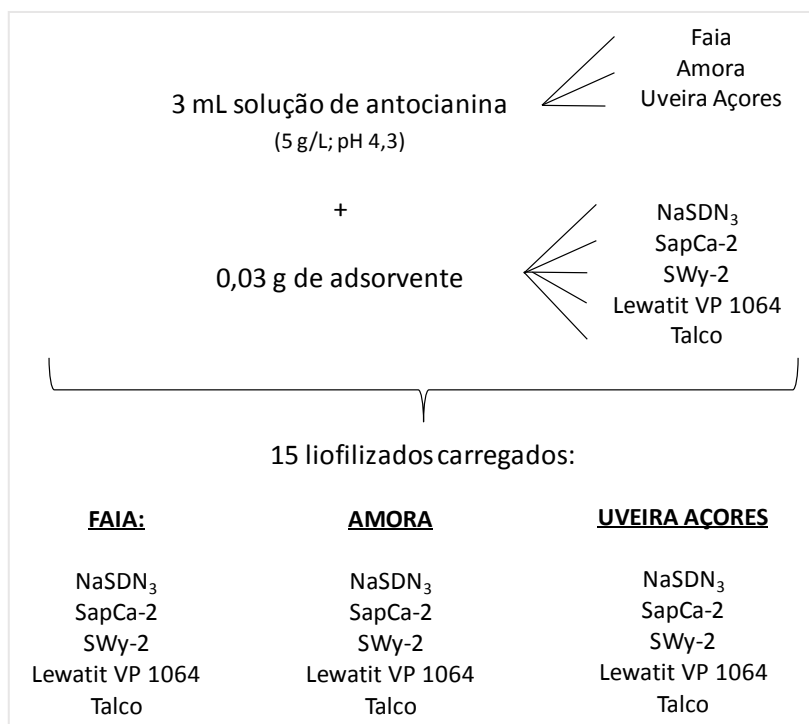 Faia
Amora
Uveira Açores
3 mL solução de antocianina
(5 g/L; pH 4,3)
+
0,03 g de adsorvente
NaSDN₃
SapCa-2
SWy-2
Lewatit VP 1064
Talco
15 liofilizados carregados:
FAIA:
NaSDN₃
SapCa-2
SWy-2
Lewatit VP 1064
Talco
AMORA
NaSDN₃
SapCa-2
SWy-2
Lewatit VP 1064
Talco
UVEIRA AÇORES
NaSDN₃
SapCa-2
SWy-2
Lewatit VP 1064
Talco